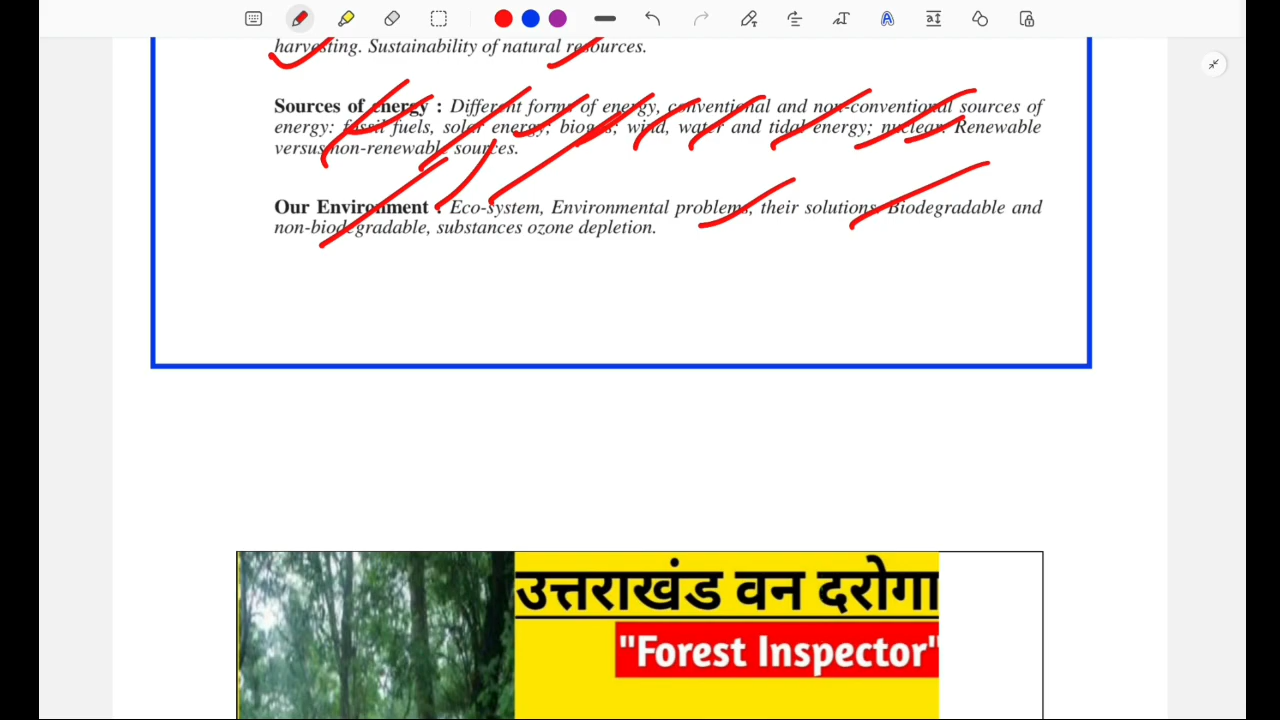 harvesting. Sustainability of natural resources.
Sources of energy : Different forms of energy, conventional and non-conventional sources of
energy: fossil fuels, solar energy; biogas; wind, water and tidal energy; nuclear. Renewable
versus non-renewable sources.
Our Environment : Eco-system, Environmental problems, their solutions. Biodegradable and
non-biodegradable, substances ozone depletion.
उत्तराखंड वन दरोगा
"Forest Inspector"